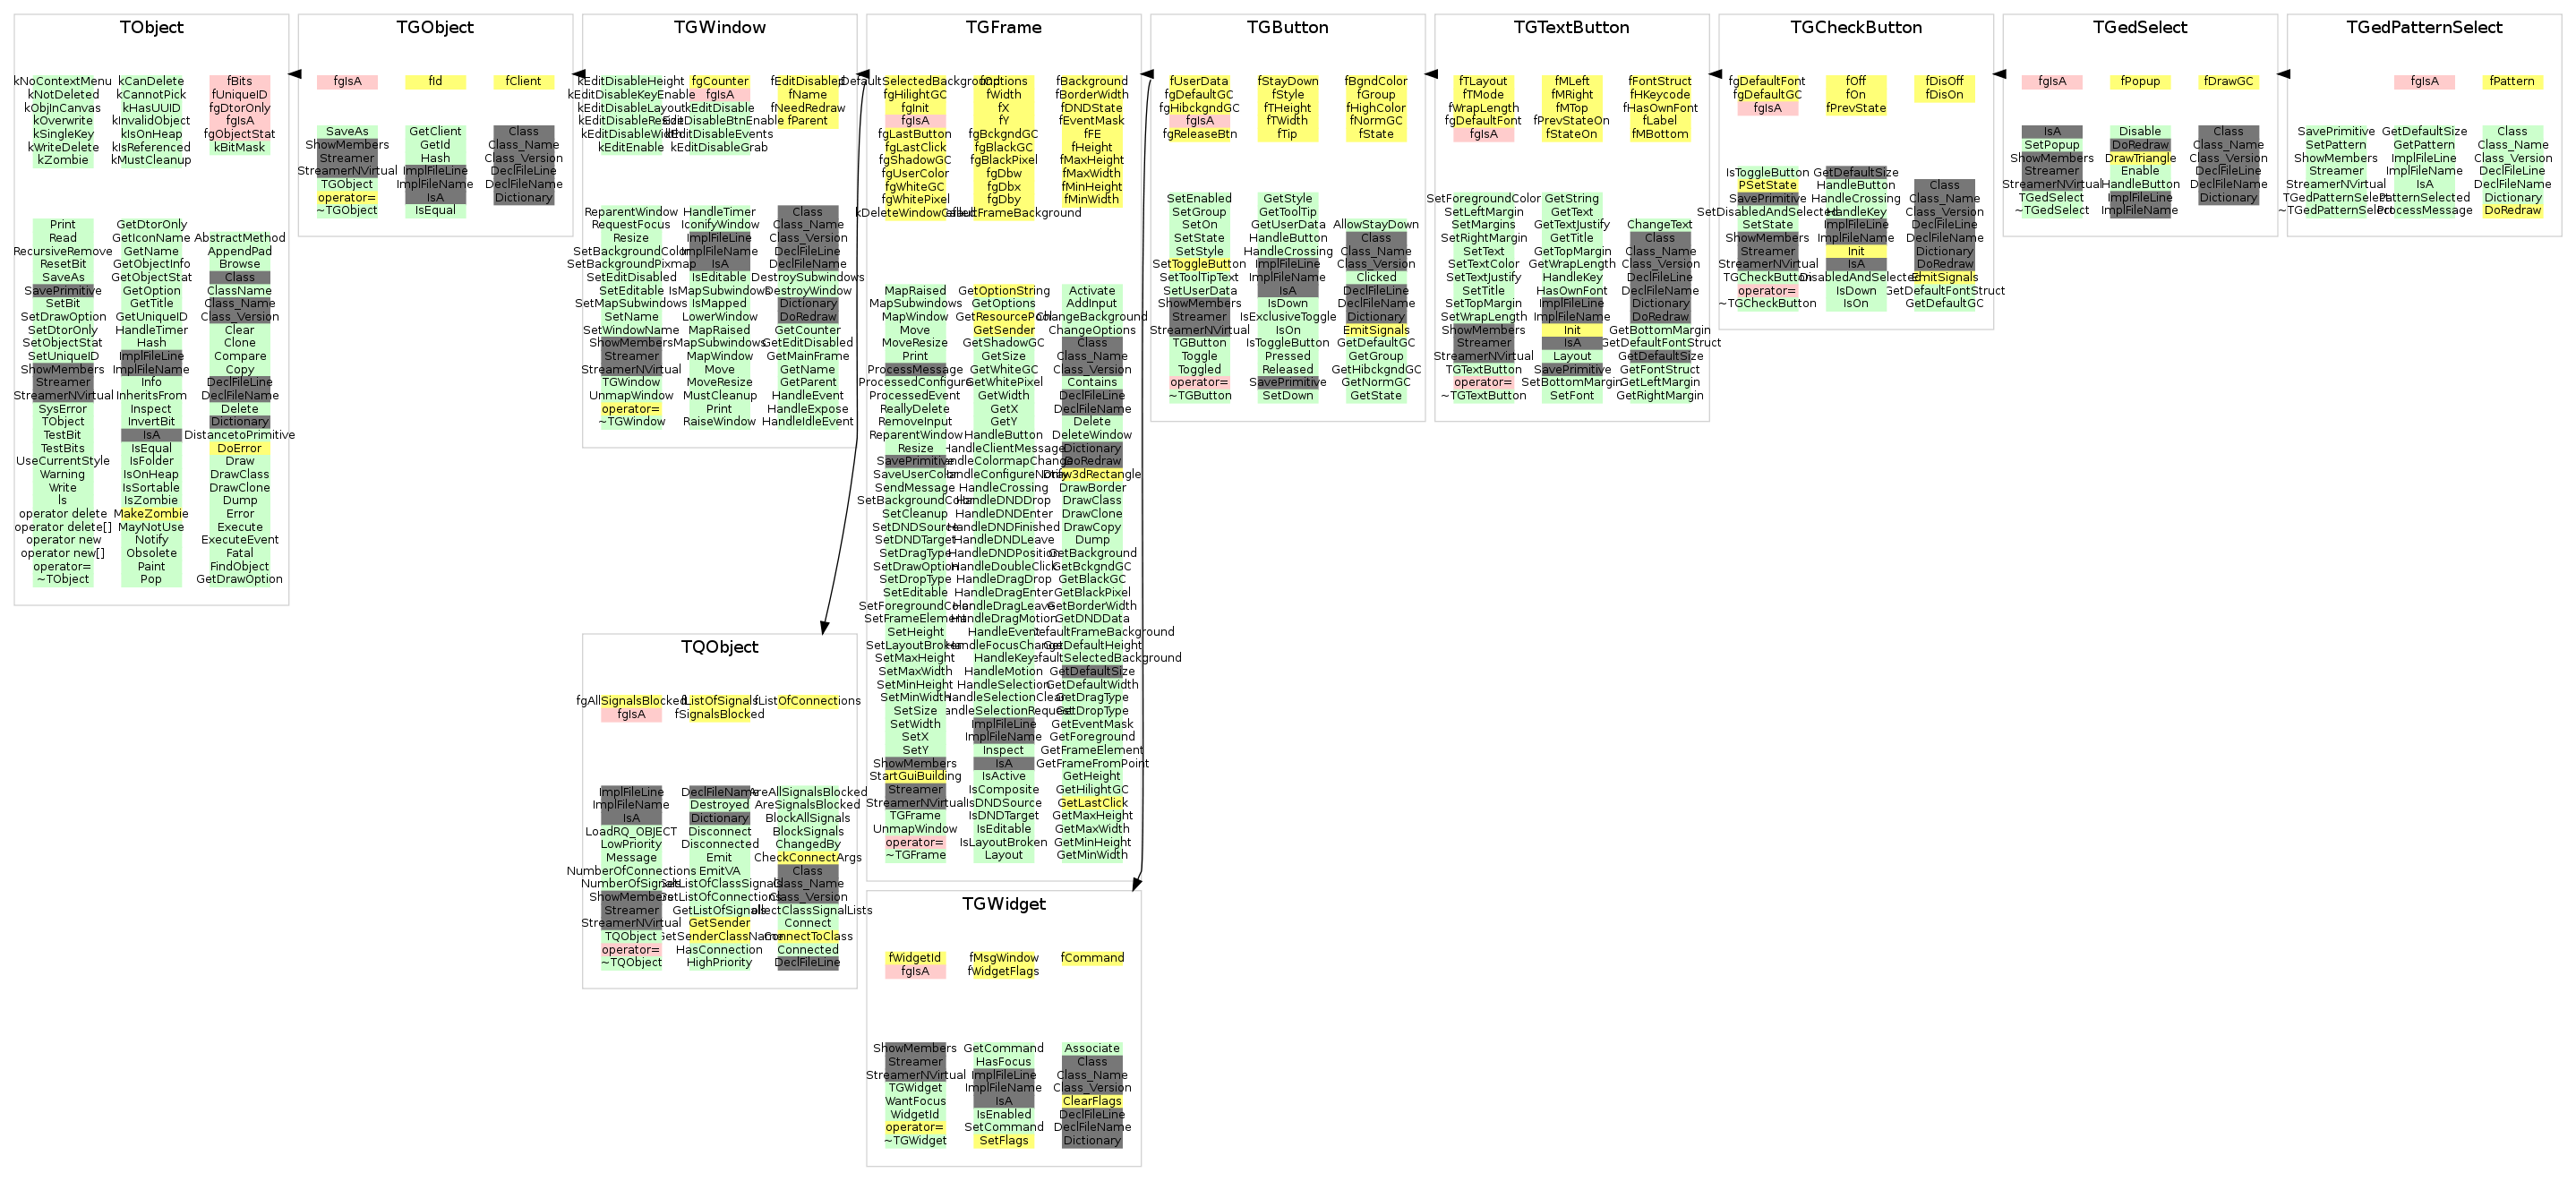 TObject
kNoContextMenu kCanDelete fBits
kNotDeleted kCannotPick fUniqueID
kObjInCanvas kHasUUID fgDtorOnly
kOverwrite kInvalidObject fgIsA
kSingleKey kIsOnHeap fgObjectStat
kWriteDelete kIsReferenced kBitMask
kZombie kMustCleanup
Print GetDtorOnly
Read GetIconName AbstractMethod
RecursiveRemove GetName AppendPad
ResetBit GetObjectInfo Browse
SaveAs GetObjectStat Class
SavePrimitive GetOption ClassName
SetBit GetTitle Class_Name
SetDrawOption GetUniqueID Class_Version
SetDtorOnly HandleTimer Clear
SetObjectStat Hash Clone
SetUniqueID ImplFileLine Compare
ShowMembers ImplFileName Copy
Streamer Info DeclFileLine
StreamerNVirtual InheritsFrom DeclFileName
SysError Inspect Delete
TObject InvertBit Dictionary
TestBit IsA DistancetoPrimitive
TestBits IsEqual DoError
UseCurrentStyle IsFolder Draw
Warning IsOnHeap DrawClass
Write IsSortable DrawClone
ls IsZombie Dump
operator delete MakeZombie Error
operator delete[] MayNotUse Execute
operator new Notify ExecuteEvent
operator new[] Obsolete Fatal
operator= Paint FindObject
~TObject Pop GetDrawOption
TGObject
fgIsA fId fClient
SaveAs GetClient Class
ShowMembers GetId Class_Name
Streamer Hash Class_Version
StreamerNVirtual ImplFileLine DeclFileLine
TGObject ImplFileName DeclFileName
operator= IsA Dictionary
~TGObject IsEqual
TGWindow
kEditDisableHeight fgCounter fEditDisabled
kEditDisableKeyEnable fgIsA fName
kEditDisableLayout kEditDisable fNeedRedraw
kEditDisableResize kEditDisableBtnEnable fParent
kEditDisableWidth kEditDisableEvents
kEditEnable kEditDisableGrab
ReparentWindow HandleTimer Class
RequestFocus IconifyWindow Class_Name
Resize ImplFileLine Class_Version
SetBackgroundColor ImplFileName DeclFileLine
SetBackgroundPixmap IsA DeclFileName
SetEditDisabled IsEditable DestroySubwindows
SetEditable IsMapSubwindows DestroyWindow
SetMapSubwindows IsMapped Dictionary
SetName LowerWindow DoRedraw
SetWindowName MapRaised GetCounter
ShowMembers MapSubwindows GetEditDisabled
Streamer MapWindow GetMainFrame
StreamerNVirtual Move GetName
TGWindow MoveResize GetParent
UnmapWindow MustCleanup HandleEvent
operator= Print HandleExpose
~TGWindow RaiseWindow HandleIdleEvent
TGFrame
fOptions fBackground
fgHilightGC fWidth fBorderWidth
fgInit fX fDNDState
fgIsA fY fEventMask
fgLastButton fgBckgndGC fFE
fgLastClick fgBlackGC fHeight
fgShadowGC fgBlackPixel fMaxHeight
fgUserColor fgDbw fMaxWidth
fgWhiteGC fgDbx fMinHeight
fgWhitePixel fgDby fMinWidth
MapRaised GetOptionString Activate
MapSubwindows GetOptions AddInput
MapWindow GetResourcePool ChangeBackground
Move GetSender ChangeOptions
MoveResize GetShadowGC Class
Print GetSize Class_Name
ProcessMessage GetWhiteGC Class_Version
ProcessedConfigure GetWhitePixel Contains
ProcessedEvent GetWidth DeclFileLine
ReallyDelete GetX DeclFileName
RemoveInput GetY Delete
ReparentWindow HandleButton DeleteWindow
Resize HandleClientMessage Dictionary
SavePrimitive HandleColormapChange DoRedraw
SaveUserColor HandleConfigureNotify Draw3dRectangle
SendMessage HandleCrossing DrawBorder
SetBackgroundColor HandleDNDDrop DrawClass
SetCleanup HandleDNDEnter DrawClone
SetDNDSource HandleDNDFinished DrawCopy
SetDNDTarget HandleDNDLeave Dump
SetDragType HandleDNDPosition GetBackground
SetDrawOption HandleDoubleClick GetBckgndGC
SetDropType HandleDragDrop GetBlackGC
SetEditable HandleDragEnter GetBlackPixel
SetForegroundColor HandleDragLeave GetBorderWidth
SetFrameElement HandleDragMotion GetDNDData
SetHeight HandleEvent GetDefaultFrameBackground
SetLayoutBroken HandleFocusChange GetDefaultHeight
SetMaxHeight HandleKey GetDefaultSelectedBackground
SetMaxWidth HandleMotion GetDefaultSize
SetMinHeight HandleSelection GetDefaultWidth
SetMinWidth HandleSelectionClear GetDragType
SetSize HandleSelectionRequest GetDropType
SetWidth ImplFileLine GetEventMask
SetX ImplFileName GetForeground
SetY Inspect GetFrameElement
ShowMembers IsA GetFrameFromPoint
StartGuiBuilding IsActive GetHeight
Streamer IsComposite GetHilightGC
StreamerNVirtual IsDNDSource GetLastClick
TGFrame IsDNDTarget GetMaxHeight
UnmapWindow IsEditable GetMaxWidth
operator= IsLayoutBroken GetMinHeight
~TGFrame Layout GetMinWidth
TGButton
fUserData fStayDown fBgndColor
fgDefaultGC fStyle fGroup
fgHibckgndGC fTHeight fHighColor
fgIsA fTWidth fNormGC
fgReleaseBtn fTip fState
SetEnabled GetStyle
SetGroup GetToolTip
SetOn GetUserData AllowStayDown
SetState HandleButton Class
SetStyle HandleCrossing Class_Name
SetToggleButton ImplFileLine Class_Version
SetToolTipText ImplFileName Clicked
SetUserData IsA DeclFileLine
ShowMembers IsDown DeclFileName
Streamer IsExclusiveToggle Dictionary
StreamerNVirtual IsOn EmitSignals
TGButton IsToggleButton GetDefaultGC
Toggle Pressed GetGroup
Toggled Released GetHibckgndGC
operator= SavePrimitive GetNormGC
~TGButton SetDown GetState
TGTextButton
fTLayout fMLeft fFontStruct
fTMode fMRight fHKeycode
fWrapLength fMTop fHasOwnFont
fgDefaultFont fPrevStateOn fLabel
fgIsA fStateOn fMBottom
SetForegroundColor GetString
SetLeftMargin GetText
SetMargins GetTextJustify ChangeText
SetRightMargin GetTitle Class
SetText GetTopMargin Class_Name
SetTextColor GetWrapLength Class_Version
SetTextJustify HandleKey DeclFileLine
SetTitle HasOwnFont DeclFileName
SetTopMargin ImplFileLine Dictionary
SetWrapLength ImplFileName DoRedraw
ShowMembers Init GetBottomMargin
Streamer IsA GetDefaultFontStruct
StreamerNVirtual Layout GetDefaultSize
TGTextButton SavePrimitive GetFontStruct
operator= SetBottomMargin GetLeftMargin
~TGTextButton SetFont GetRightMargin
TGCheckButton
fgDefaultFont fOff fDisOff
fgDefaultGC fOn fDisOn
fgIsA fPrevState
IsToggleButton GetDefaultSize
PSetState HandleButton Class
SavePrimitive HandleCrossing Class_Name
SetDisabledAndSelected HandleKey Class_Version
SetState ImplFileLine DeclFileLine
ShowMembers ImplFileName DeclFileName
Streamer Init Dictionary
StreamerNVirtual IsA DoRedraw
TGCheckButton EmitSignals
operator= IsDown GetDefaultFontStruct
~TGCheckButton IsOn GetDefaultGC
TGedSelect
fgIsA fPopup fDrawGC
IsA Disable Class
SetPopup DoRedraw Class_Name
ShowMembers DrawTriangle Class_Version
Streamer Enable DeclFileLine
StreamerNVirtual HandleButton DeclFileName
TGedSelect ImplFileLine Dictionary
~TGedSelect ImplFileName
TGedPatternSelect
fgIsA fPattern
SavePrimitive GetDefaultSize Class
SetPattern GetPattern Class_Name
ShowMembers ImplFileLine Class_Version
Streamer ImplFileName DeclFileLine
StreamerNVirtual IsA DeclFileName
TGedPatternSelect PatternSelected Dictionary
~TGedPatternSelect ProcessMessage DoRedraw
TQObject
fgAllSignalsBlocked fListOfSignals fListOfConnections
fgIsA fSignalsBlocked
ImplFileLine DeclFileName AreAllSignalsBlocked
ImplFileName Destroyed AreSignalsBlocked
IsA Dictionary BlockAllSignals
LoadRQ_OBJECT Disconnect BlockSignals
LowPriority Disconnected ChangedBy
Message Emit CheckConnectArgs
NumberOfConnections EmitVA Class
NumberOfSignals GetListOfClassSignals Class_Name
ShowMembers GetListOfConnections Class_Version
Streamer GetListOfSignals CollectClassSignalLists
StreamerNVirtual GetSender Connect
TQObject GetSenderClassName ConnectToClass
operator= HasConnection Connected
~TQObject HighPriority DeclFileLine
TGWidget
fWidgetId fMsgWindow fCommand
fgIsA fWidgetFlags
ShowMembers GetCommand Associate
Streamer HasFocus Class
StreamerNVirtual ImplFileLine Class_Name
TGWidget ImplFileName Class_Version
WantFocus IsA ClearFlags
WidgetId IsEnabled DeclFileLine
operator= SetCommand DeclFileName
~TGWidget SetFlags Dictionary